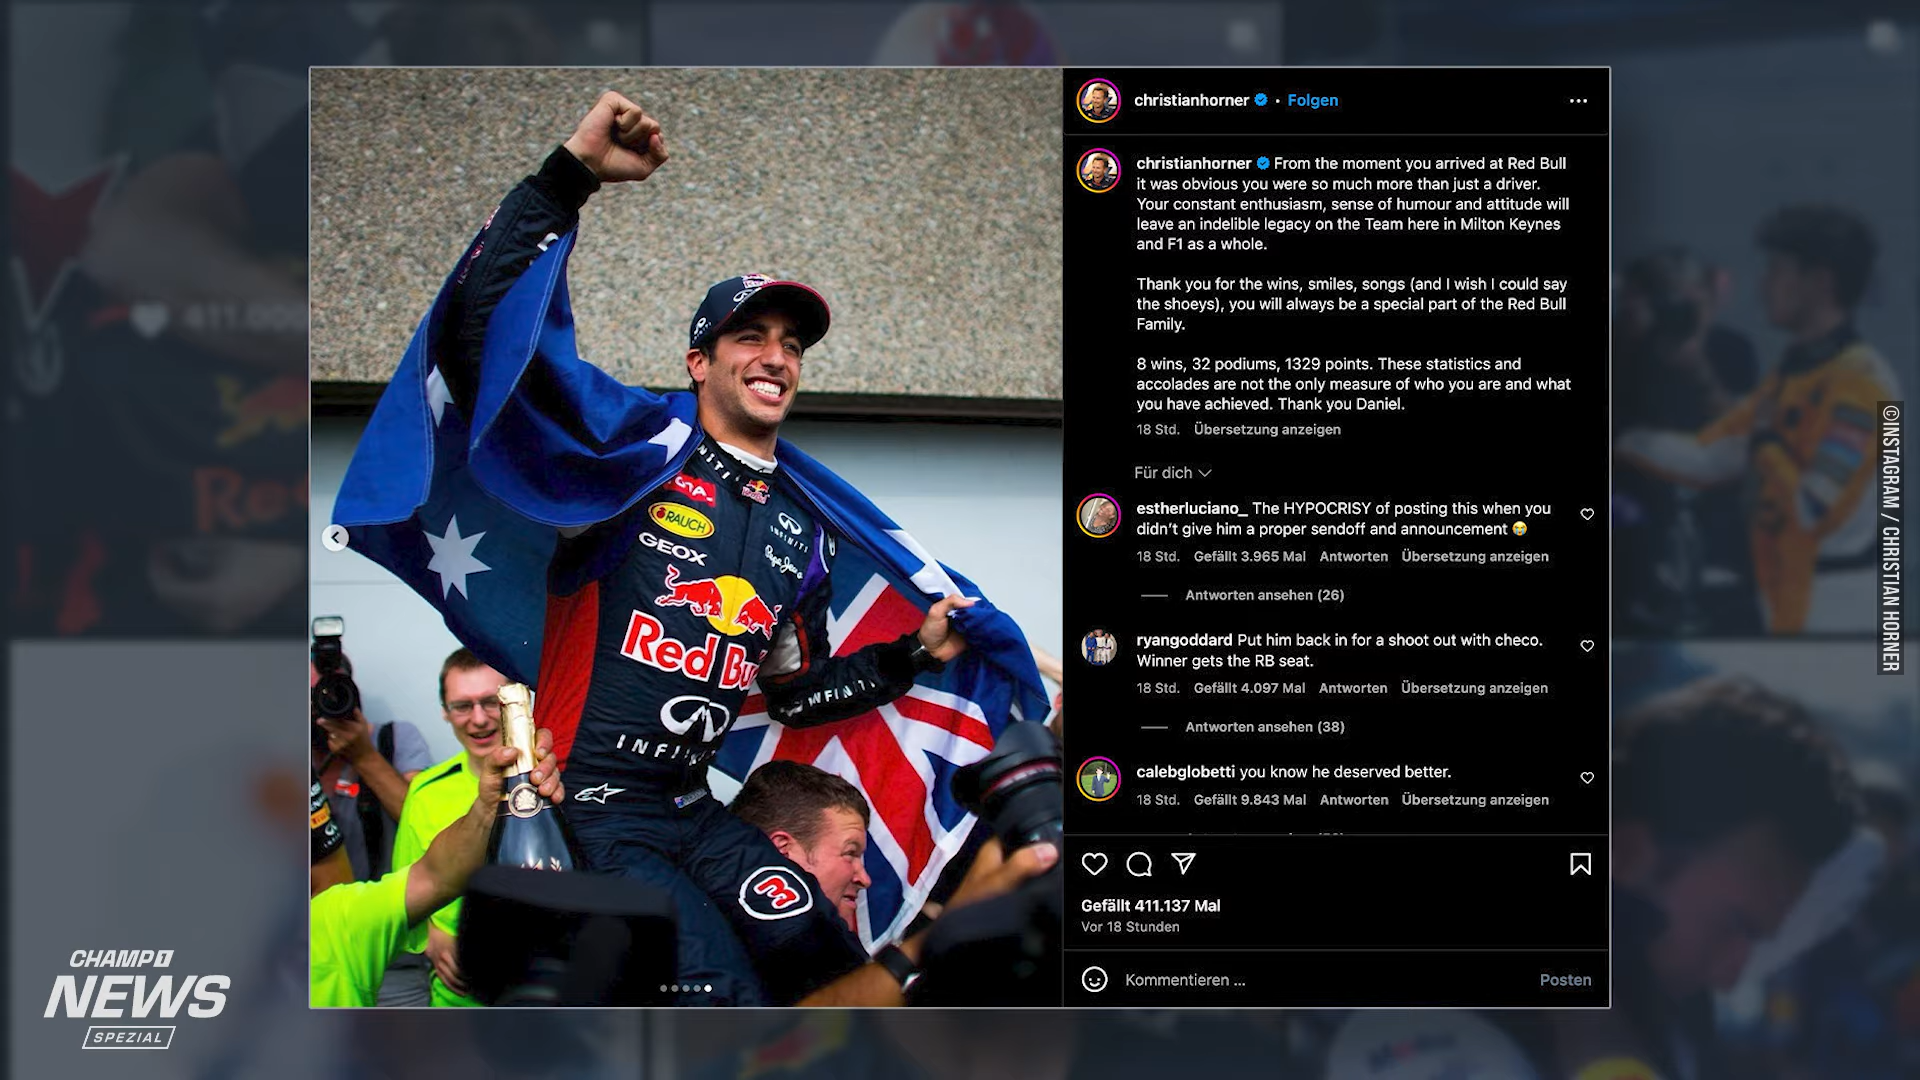 christianhorner • Folgen
christianhorner From the moment you arrived at Red Bull
it was obvious you were so much more than just a driver.
Your constant enthusiasm, sense of humour and attitude will
leave an indelible legacy on the Team here in Milton Keynes
and F1 as a whole.
Thank you for the wins, smiles, songs (and I wish I could say
the shoeys), you will always be a special part of the Red Bull
Family.
8 wins, 32 podiums, 1329 points. These statistics and
accolades are not the only measure of who you are and what
you have achieved. Thank you Daniel.
18 Std. Übersetzung anzeigen
Für dich
estherluciano_ The HYPOCRISY of posting this when you
didn't give him a proper sendoff and announcement 😭
18 Std. Gefällt 3.965 Mal Antworten Übersetzung anzeigen
Antworten ansehen (26)
ryangoddard Put him back in for a shoot out with checo.
Winner gets the RB seat.
18 Std. Gefällt 4.097 Mal Antworten Übersetzung anzeigen
Antworten ansehen (38)
calebglobetti you know he deserved better.
18 Std. Gefällt 9.843 Mal Antworten Übersetzung anzeigen
Gefällt 411.137 Mal
Vor 18 Stunden
Kommentieren ...
Posten
©INSTAGRAM / CHRISTIAN HORNER
INFINITI
RAUCH
GEOX
INFINITI
Pepe Jeans
Red Bull
INFINITI
INFINITI
3
CHAMP1
NEWS
SPEZIAL